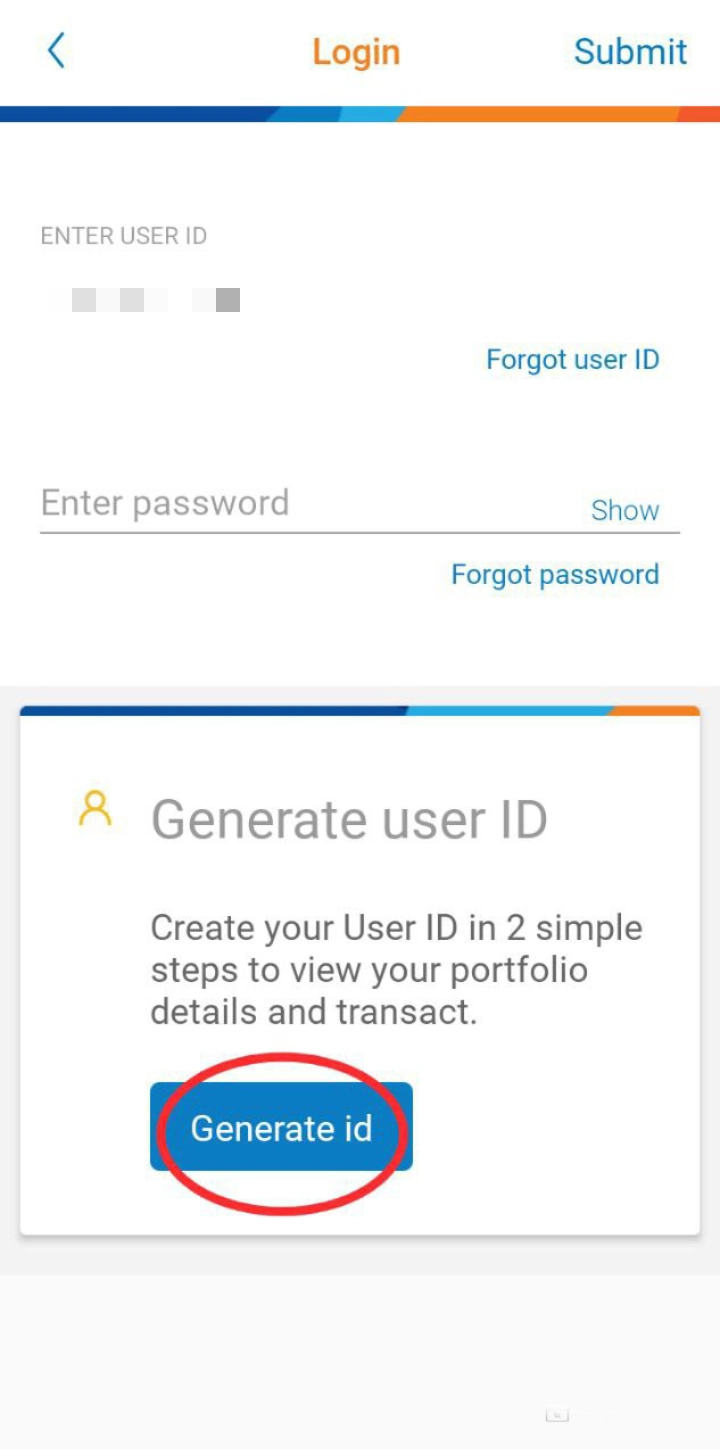 Login
Submit
ENTER USER ID
Forgot user ID
Enter password
Show
Forgot password
Generate user ID
Create your User ID in 2 simple
steps to view your portfolio
details and transact.
Generate id